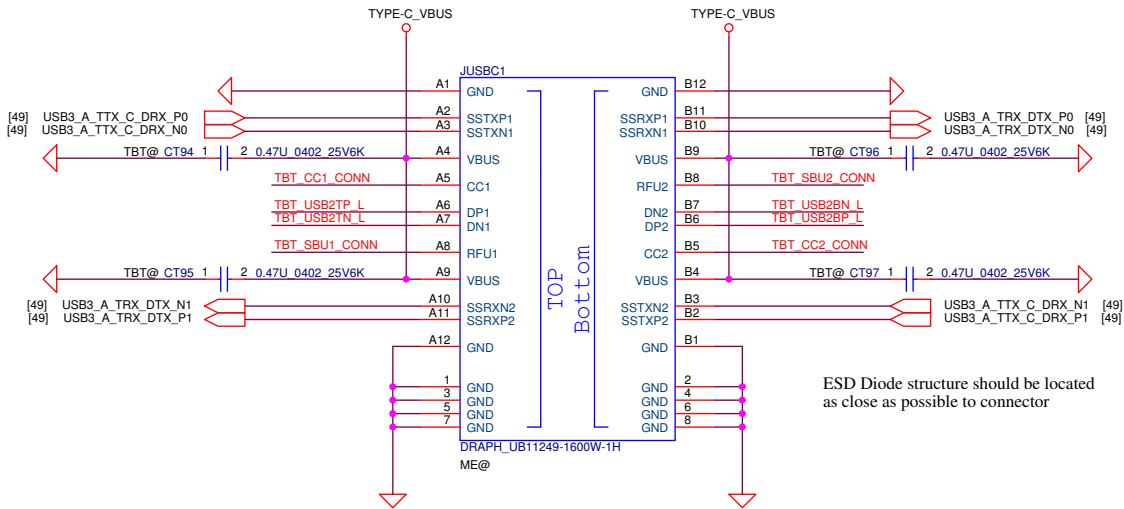 TYPE-C_VBUS TYPE-C_VBUS
JUSBC1
A1 GND GND B12
[49] USB3_A_TTX_C_DRX_P0 A2 SSTXP1 SSRXP1 B11 USB3_A_TRX_DTX_P0 [49]
[49] USB3_A_TTX_C_DRX_N0 A3 SSTXN1 SSRXN1 B10 USB3_A_TRX_DTX_N0 [49]
TBT@ CT94 1 2 0.47U_0402_25V6K A4 VBUS VBUS B9 TBT@ CT96 1 2 0.47U_0402_25V6K
TBT_CC1_CONN A5 CC1 RFU2 B8 TBT_SBU2_CONN
TBT_USB2TP_L A6 DP1 DN2 B7 TBT_USB2BN_L
TBT_USB2TN_L A7 DN1 DP2 B6 TBT_USB2BP_L
TBT_SBU1_CONN A8 RFU1 CC2 B5 TBT_CC2_CONN
TOP
Bottom
TBT@ CT95 1 2 0.47U_0402_25V6K A9 VBUS VBUS B4 TBT@ CT97 1 2 0.47U_0402_25V6K
[49] USB3_A_TRX_DTX_N1 A10 SSRXN2 SSTXN2 B3 USB3_A_TTX_C_DRX_N1 [49]
[49] USB3_A_TRX_DTX_P1 A11 SSRXP2 SSTXP2 B2 USB3_A_TTX_C_DRX_P1 [49]
A12 GND GND B1
1 GND GND 2
3 GND GND 4
5 GND GND 6
7 GND GND 8
ESD Diode structure should be located
as close as possible to connector
DRAPH_UB11249-1600W-1H
ME@